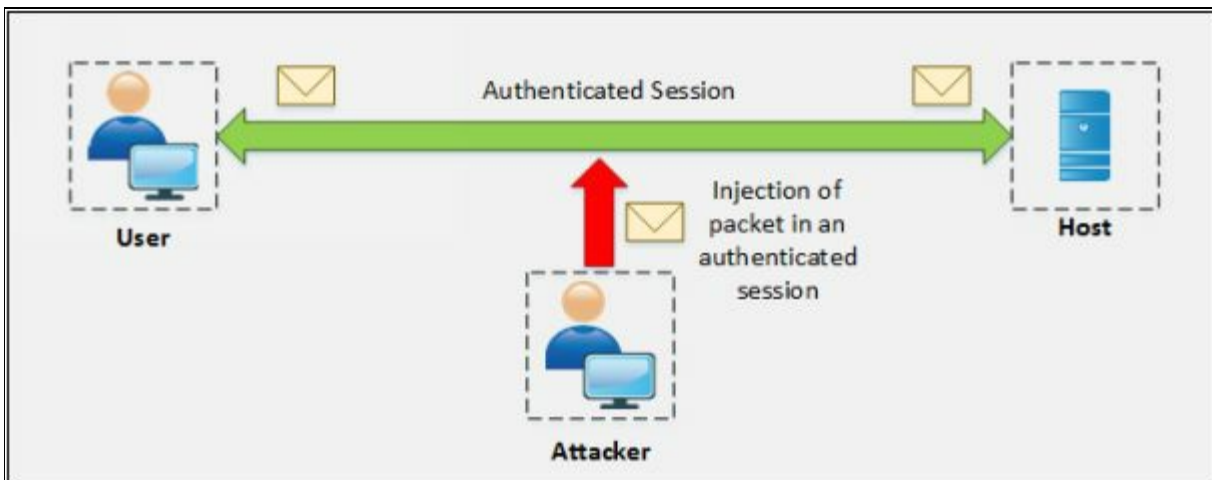 Authenticated Session
Injection of
packet in an
authenticated
session
User
Host
Attacker